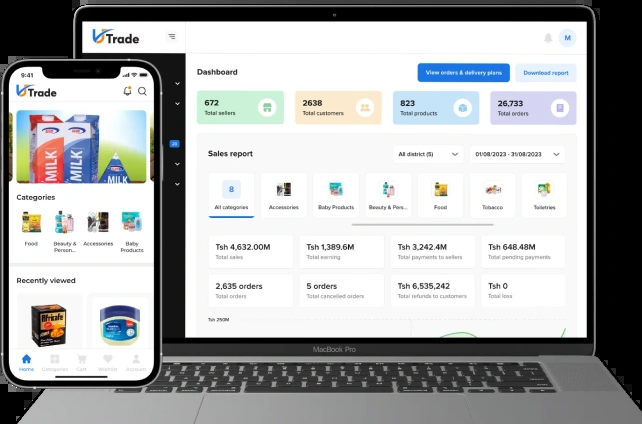 Trade
M
Dashboard
View orders & delivery plans
Download report
672
Total sellers
2638
Total customers
823
Total products
26,733
Total orders
20
Sales report
All district (5)
01/08/2023 - 31/08/2023
8
All categories
Accessories
Baby Products
Beauty & Pers...
Food
Tobacco
Toiletries
Tsh 4,632.00M
Total sales
Tsh 1,389.6M
Total earning
Tsh 3,242.4M
Total payments to sellers
Tsh 648.48M
Total pending payments
2,635 orders
Total orders
5 orders
Total cancelled orders
Tsh 6,535,242
Total refunds to customers
Tsh 0
Total loss
Tsh 250M
MacBook Pro
9:41
Trade
MILK
MILK
MILK
Categories
Food
Beauty &
Person...
Accessories
Baby
Products
Recently viewed
Africafe
Vaseline
Home
Categories
Cart
Wishlist
Account